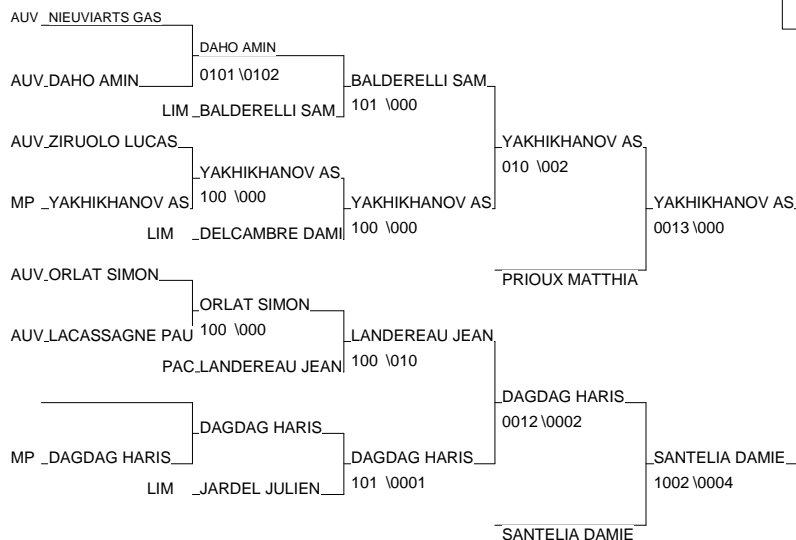 AUV NIEUVIARTS GAS
DAHO AMIN
AUV DAHO AMIN
0101 \0102
BALDERELLI SAM
LIM BALDERELLI SAM
101 \000
AUV ZIRUOLO LUCAS
YAKHIKHANOV AS
010 \002
YAKHIKHANOV AS
100 \000
MP YAKHIKHANOV AS
YAKHIKHANOV AS
YAKHIKHANOV AS
100 \000
0013 \000
LIM DELCAMBRE DAMI
AUV ORLAT SIMON
PRIOUX MATTHIA
ORLAT SIMON
100 \000
AUV LACASSAGNE PAU
LANDEREAU JEAN
PAC LANDEREAU JEAN
100 \010
DAGDAG HARIS
0012 \0002
DAGDAG HARIS
MP DAGDAG HARIS
DAGDAG HARIS
SANTELIA DAMIE
101 \0001
1002 \0004
LIM JARDEL JULIEN
SANTELIA DAMIE